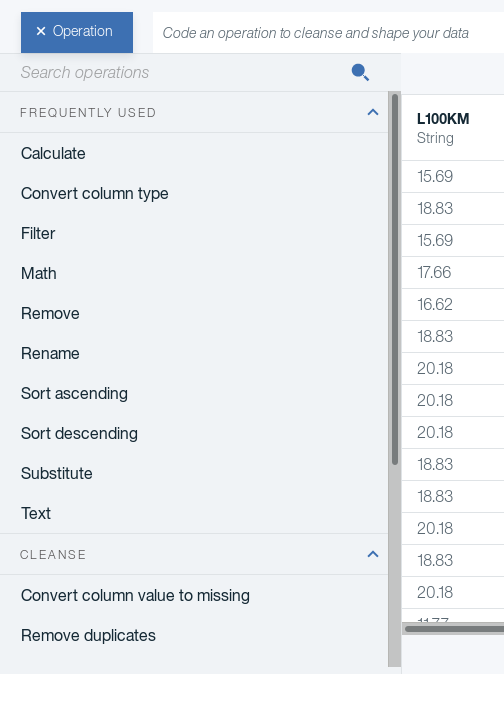 × Operation
Code an operation to cleanse and shape your data
Search operations
FREQUENTLY USED
Calculate
Convert column type
Filter
Math
Remove
Rename
Sort ascending
Sort descending
Substitute
Text
CLEANSE
Convert column value to missing
Remove duplicates
L100KM
String
15.69
18.83
15.69
17.66
16.62
18.83
20.18
20.18
20.18
18.83
18.83
20.18
18.83
20.18